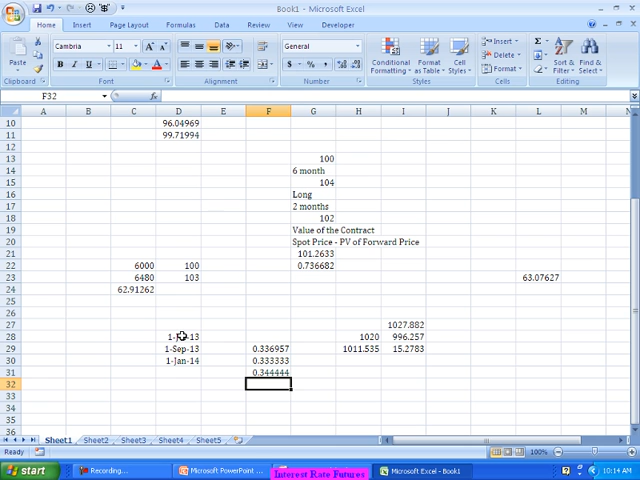 Book1 - Microsoft Excel
Home Insert Page Layout Formulas Data Review View Developer
Paste
Cambria 11
General
Conditional Formatting Format as Table Cell Styles
Insert Delete Format
Sort & Filter Find & Select
Clipboard Font Alignment Number Styles Cells Editing
F32
A B C D E F G H I J K L M N
10 96.04969
11 99.71994
12
13 100
14 6 month
15 104
16 Long
17 2 months
18 102
19 Value of the Contract
20 Spot Price - PV of Forward Price
21 101.2633
22 6000 100 0.736682
23 6480 103 63.07627
24 62.91262
25
26
27 1027.882
28 1020 996.257
29 1-Sep-13 0.336957 1011.535 15.2783
30 1-Jan-14 0.333333
31 0.344444
32
33
34
35
36
Sheet1 Sheet2 Sheet3 Sheet4 Sheet5
Ready 100%
start Recording... Microsoft PowerPoint ... Interest Rate Futures Microsoft Excel - Book1 10:14 AM